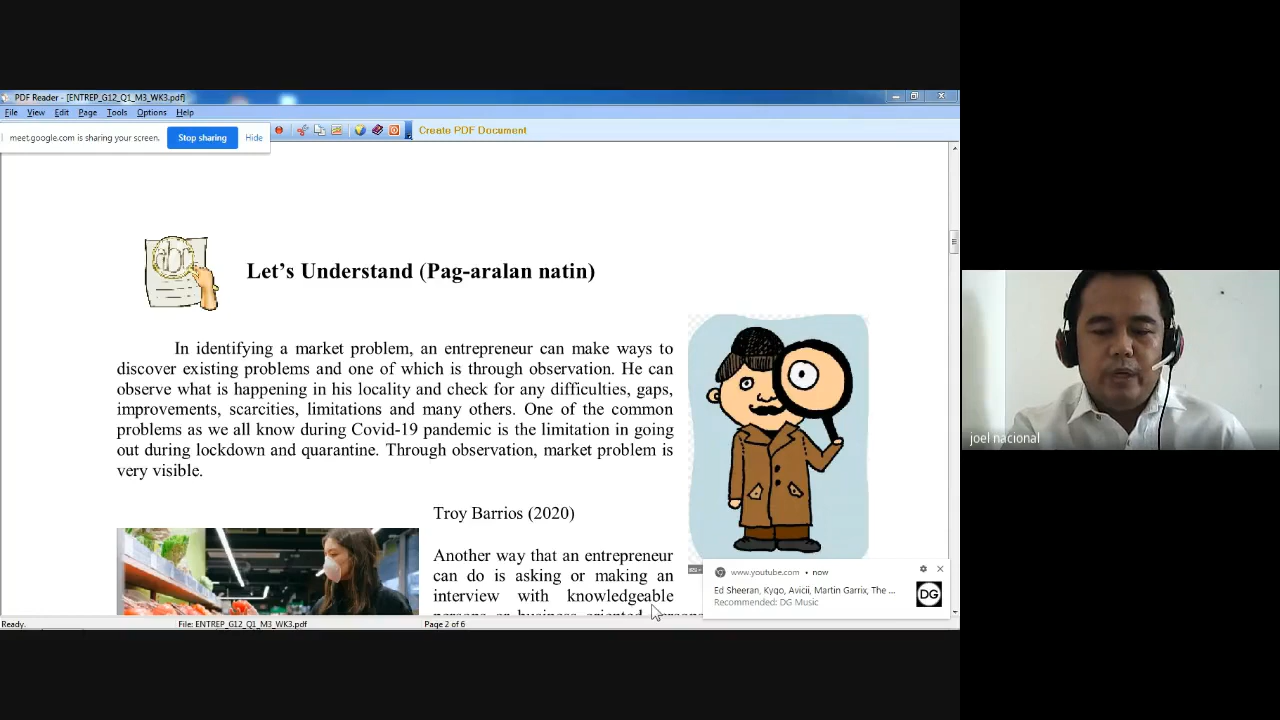 PDF Reader - [ENTREP_G12_Q1_M3_WK3.pdf]
File View Edit Page Tools Options Help
meet.google.com is sharing your screen. Stop sharing Hide
Create PDF Document
Let's Understand (Pag-aralan natin)
In identifying a market problem, an entrepreneur can make ways to
discover existing problems and one of which is through observation. He can
observe what is happening in his locality and check for any difficulties, gaps,
improvements, scarcities, limitations and many others. One of the common
problems as we all know during Covid-19 pandemic is the limitation in going
out during lockdown and quarantine. Through observation, market problem is
very visible.
Troy Barrios (2020)
Another way that an entrepreneur
can do is asking or making an
interview with knowledgeable
persons or business oriented persons
www.youtube.com • now
Ed Sheeran, Kygo, Avicii, Martin Garrix, The ...
Recommended: DG Music
DG
Ready.
File: ENTREP_G12_Q1_M3_WK3.pdf
Page 2 of 6
joel nacional